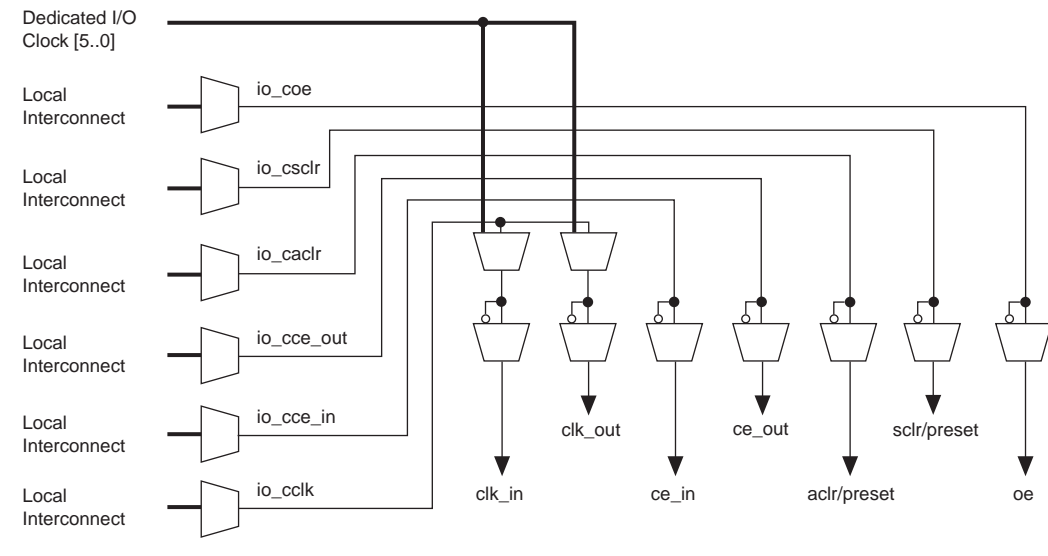 Dedicated I/O
Clock [5..0]
Local
Interconnect
io_coe
Local
Interconnect
io_csclr
Local
Interconnect
io_caclr
Local
Interconnect
io_cce_out
Local
Interconnect
io_cce_in
Local
Interconnect
io_cclk
clk_out
ce_out
sclr/preset
clk_in
ce_in
aclr/preset
oe